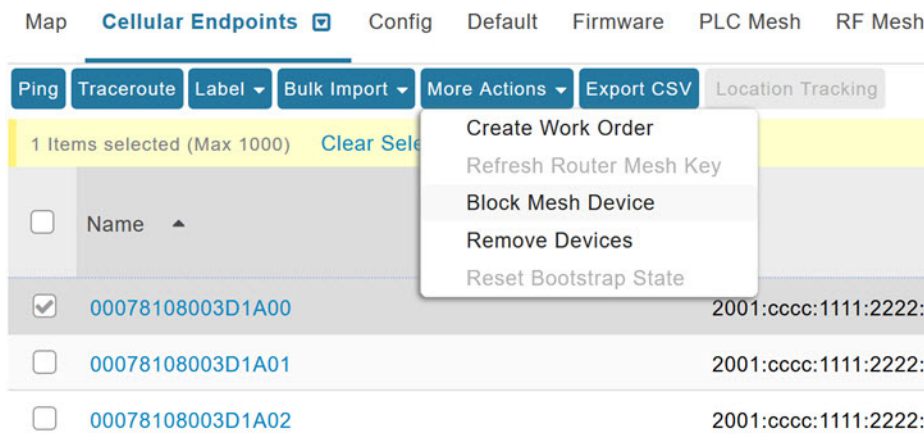 Map Cellular Endpoints Config Default Firmware PLC Mesh RF Mesh
Ping Traceroute Label Bulk Import More Actions Export CSV Location Tracking
1 Items selected (Max 1000) Clear Sele
Create Work Order
Refresh Router Mesh Key
Block Mesh Device
Remove Devices
Reset Bootstrap State
Name
00078108003D1A00 2001:cccc:1111:2222:
00078108003D1A01 2001:cccc:1111:2222:
00078108003D1A02 2001:cccc:1111:2222: